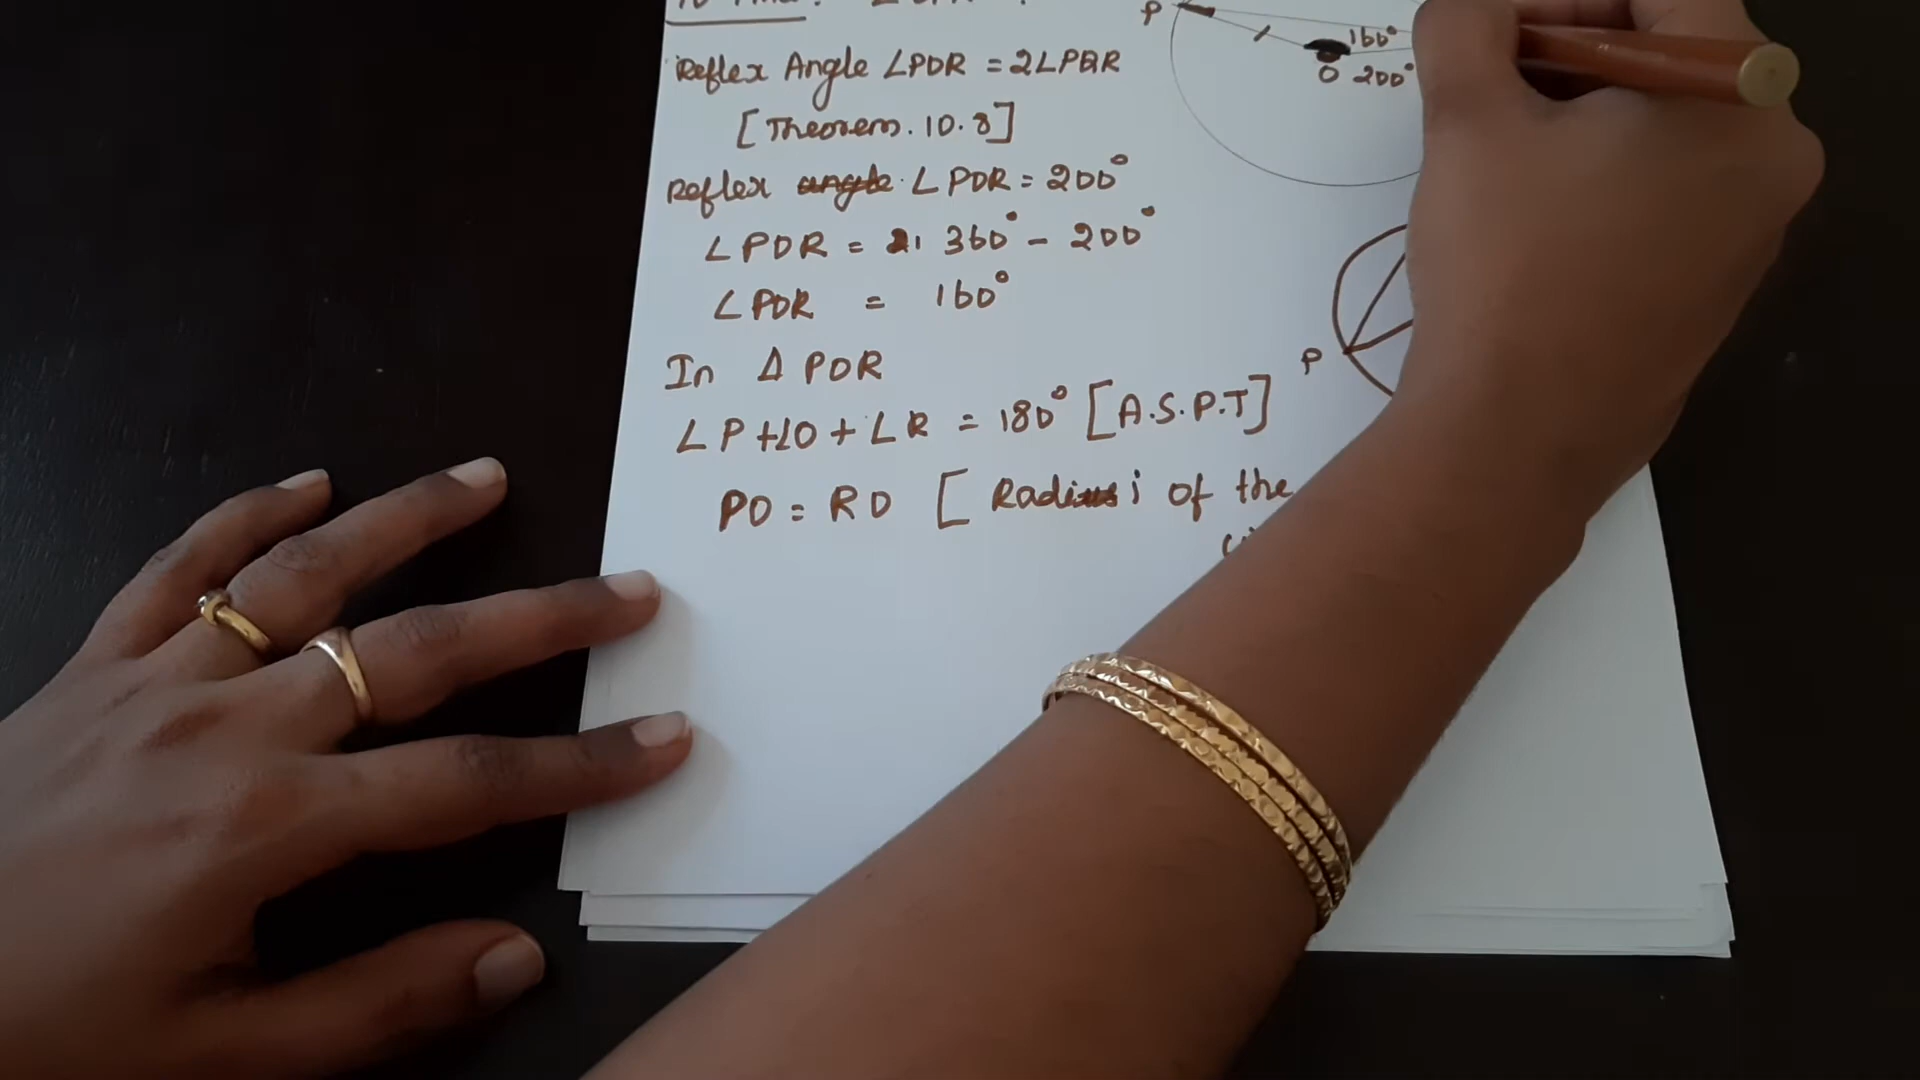 P
160°
O 200°
Reflex Angle ∠POR = 2∠PQR
[Theorem. 10.8]
Reflex angle ∠POR = 200°
∠POR = 360° - 200°
∠POR = 160°
In Δ POR
∠P+∠O+∠R = 180° [A.S.P.T]
P
PO = RO [Radii of the